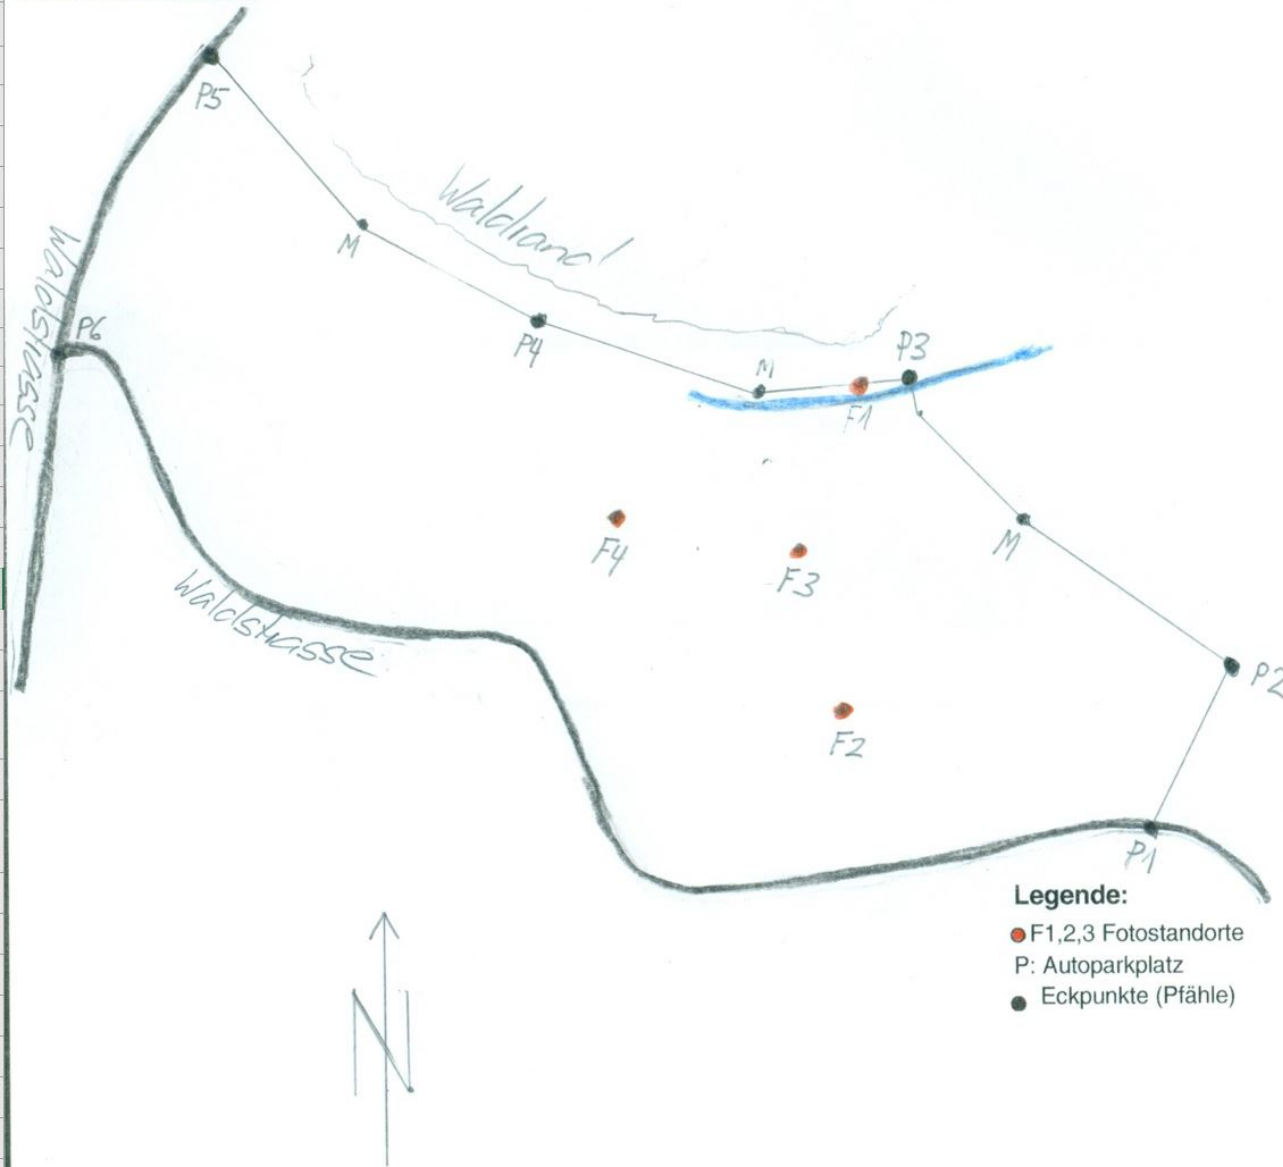 P5
Waldrand
M
Waldstrasse
P6
P4
M
P3
F1
F4
F3
M
Waldstrasse
P2
F2
P1
Legende:
F1,2,3 Fotostandorte
P: Autoparkplatz
Eckpunkte (Pfähle)
N